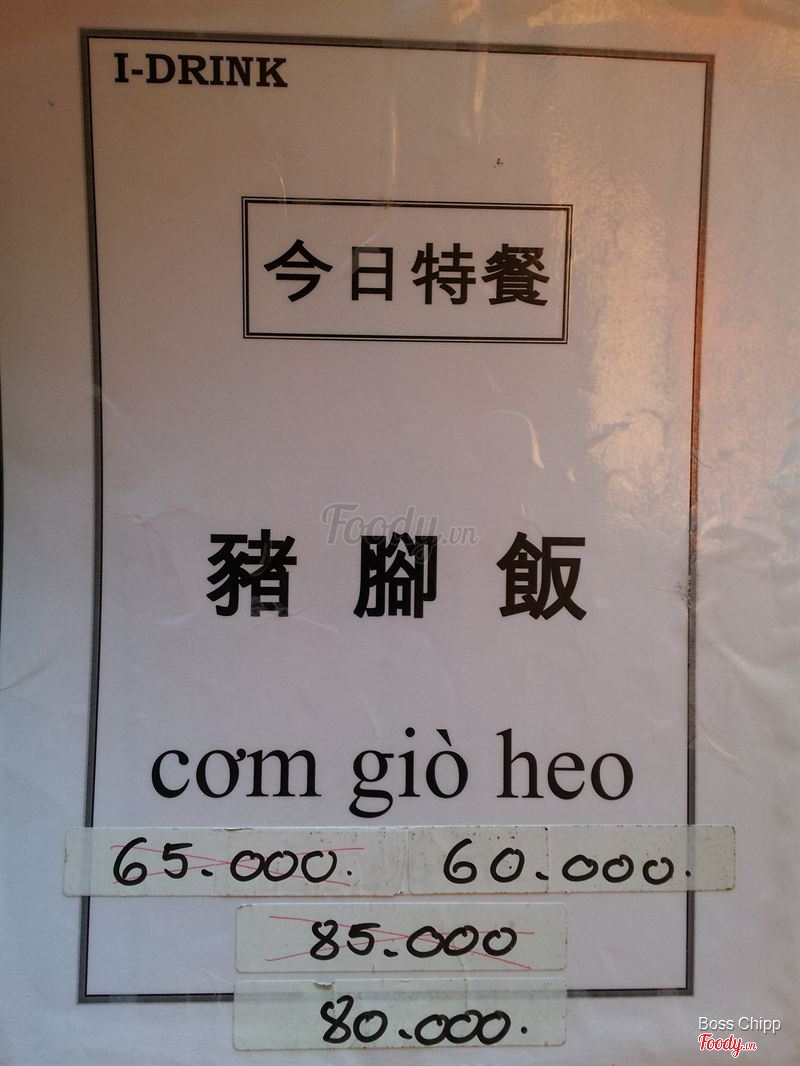 I-DRINK
今日特餐
Foody.vn
豬腳飯
cơm giò heo
65.000. 60.000.
85.000
80.000.
Boss Chipp
Foody.vn